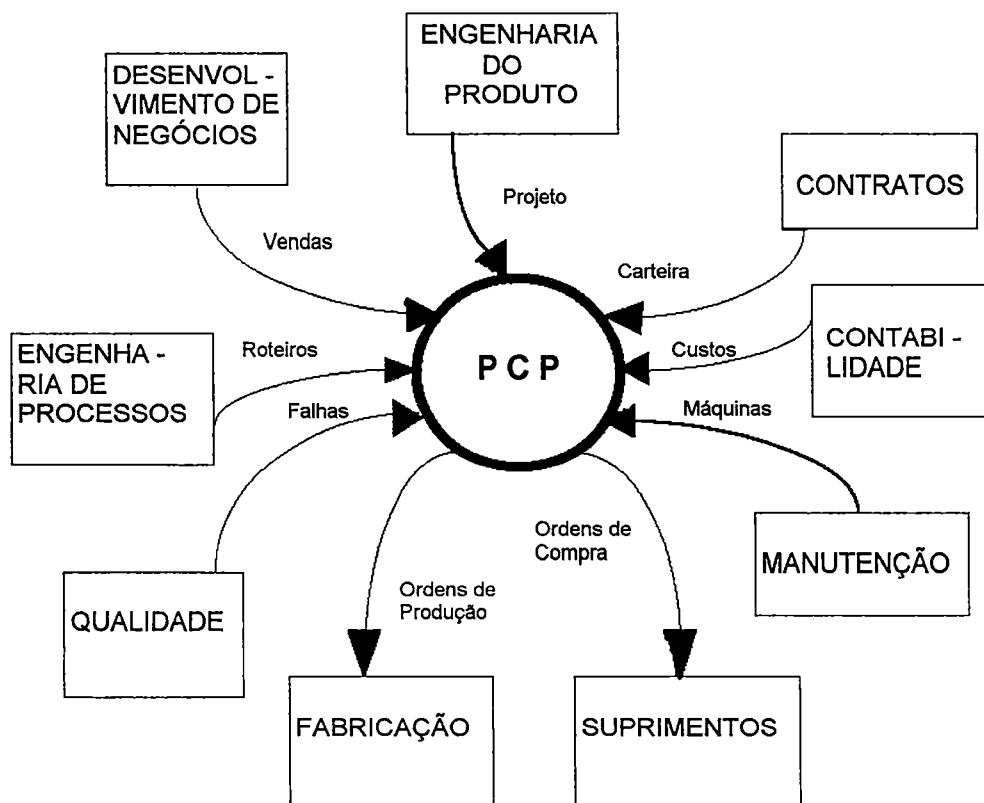 ENGENHARIA
DO
PRODUTO
DESENVOL -
VIMENTO DE
NEGÓCIOS
CONTRATOS
Projeto
Vendas
Carteira
ENGENHA -
RIA DE
PROCESSOS
Roteiros
P C P
Custos
CONTABI -
LIDADE
Falhas
Máquinas
Ordens de
Compra
MANUTENÇÃO
Ordens de
Produção
QUALIDADE
FABRICAÇÃO
SUPRIMENTOS